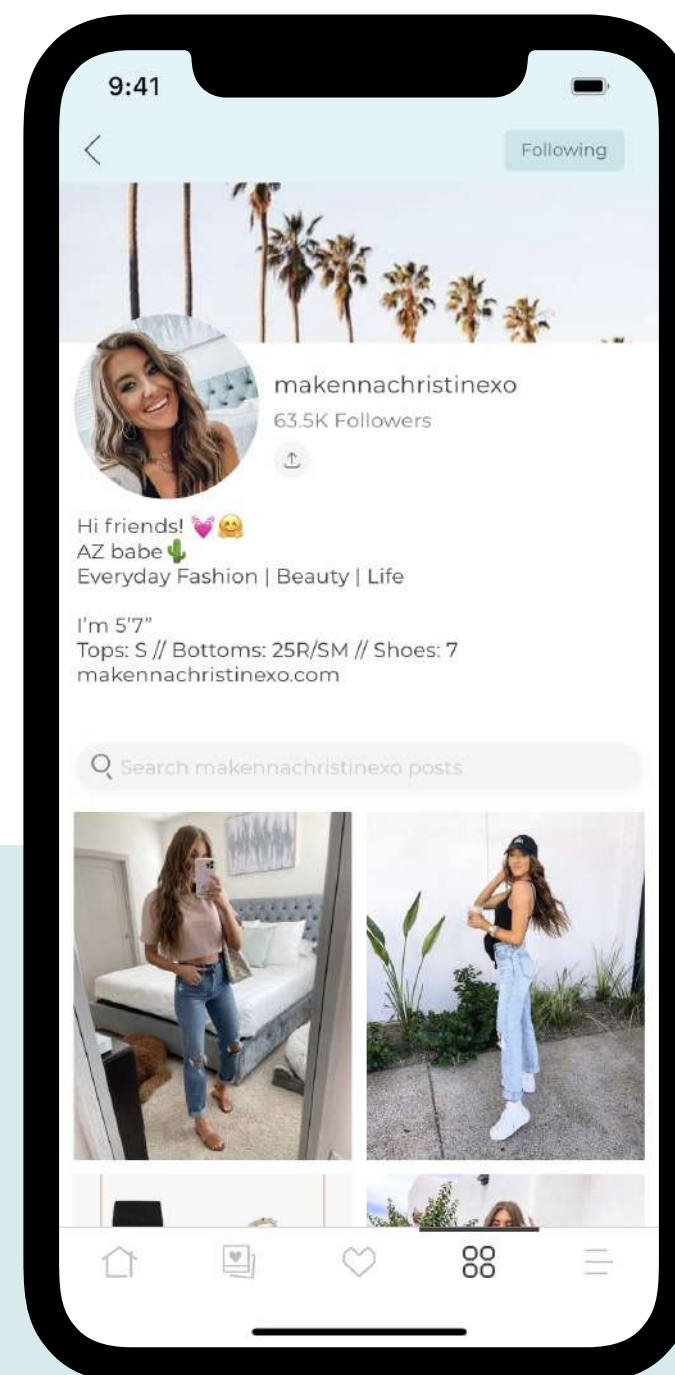 9:41
Following
makennachristinexo
63.5K Followers
Hi friends! 💓🤗
AZ babe🌵
Everyday Fashion | Beauty | Life
I’m 5’7”
Tops: S // Bottoms: 25R/SM // Shoes: 7
makennachristinexo.com
Search makennachristinexo posts